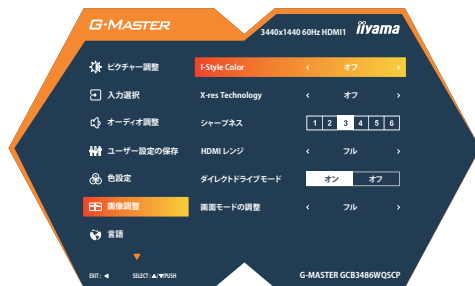 G-MASTER
3440x1440 60Hz HDMI1 iiyama
ピクチャー調整
I-Style Color ‹ オフ ›
入力選択
X-res Technology ‹ オフ ›
オーディオ調整
シャープネス 1 2 3 4 5 6
ユーザー設定の保存
HDMI レンジ ‹ フル ›
色設定
ダイレクトドライブモード オン オフ
画像調整
画面モードの調整 ‹ フル ›
言語
EXIT : ◀ SELECT : ▲/▼/PUSH G-MASTER GCB3486WQSCP